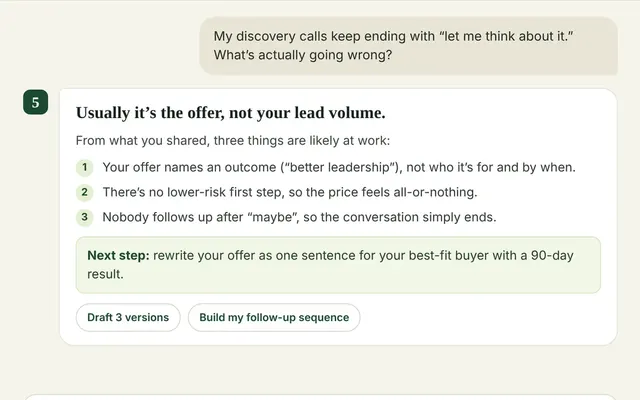 My discovery calls keep ending with “let me think about it.”
What’s actually going wrong?
5
Usually it’s the offer, not your lead volume.
From what you shared, three things are likely at work:
1 Your offer names an outcome (“better leadership”), not who it’s for and by when.
2 There’s no lower-risk first step, so the price feels all-or-nothing.
3 Nobody follows up after “maybe”, so the conversation simply ends.
Next step: rewrite your offer as one sentence for your best-fit buyer with a 90-day
result.
Draft 3 versions Build my follow-up sequence